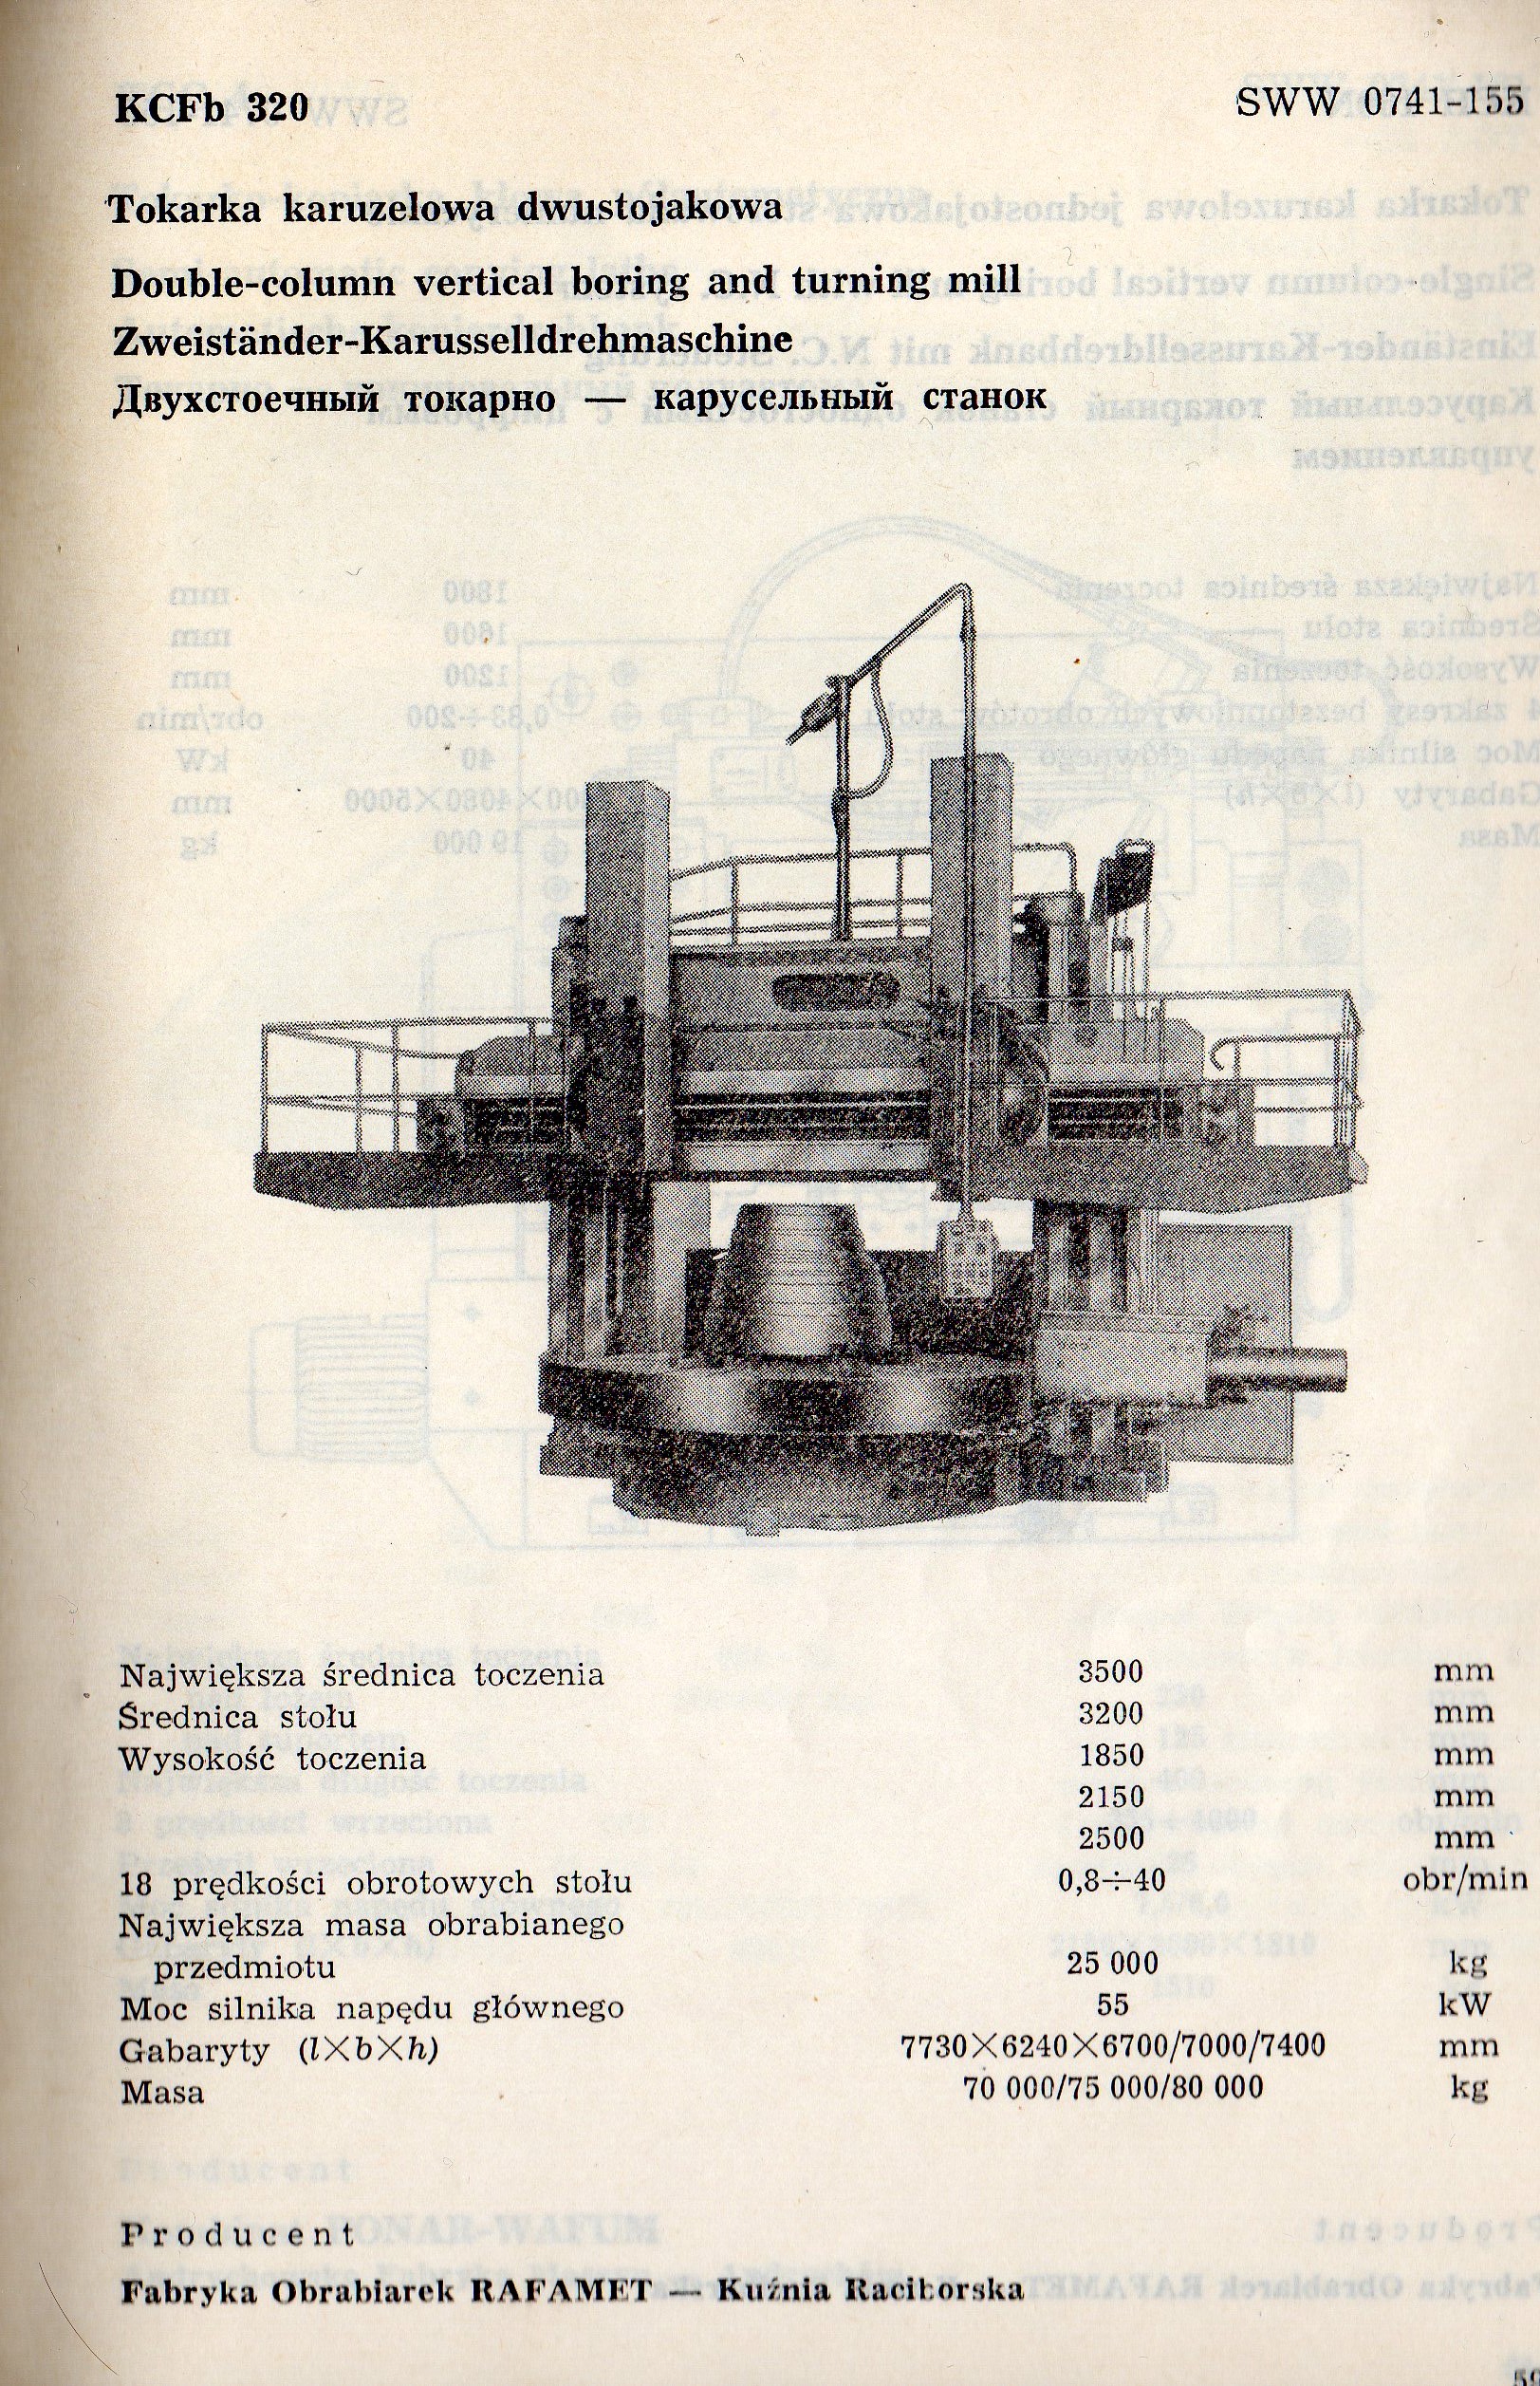 KCFb 320
SWW 0741-155
Tokarka karuzelowa dwustojakowa
Double-column vertical boring and turning mill
Zweiständer-Karusselldrehmaschine
Двухстоечный токарно — карусельный станок
Największa średnica toczenia 3500 mm
Średnica stołu 3200 mm
Wysokość toczenia 1850 mm
2150 mm
2500 mm
18 prędkości obrotowych stołu 0,8÷40 obr/min
Największa masa obrabianego
przedmiotu 25 000 kg
Moc silnika napędu głównego 55 kW
Gabaryty (l×b×h) 7730×6240×6700/7000/7400 mm
Masa 70 000/75 000/80 000 kg
Producent
Fabryka Obrabiarek RAFAMET — Kuźnia Raciborska